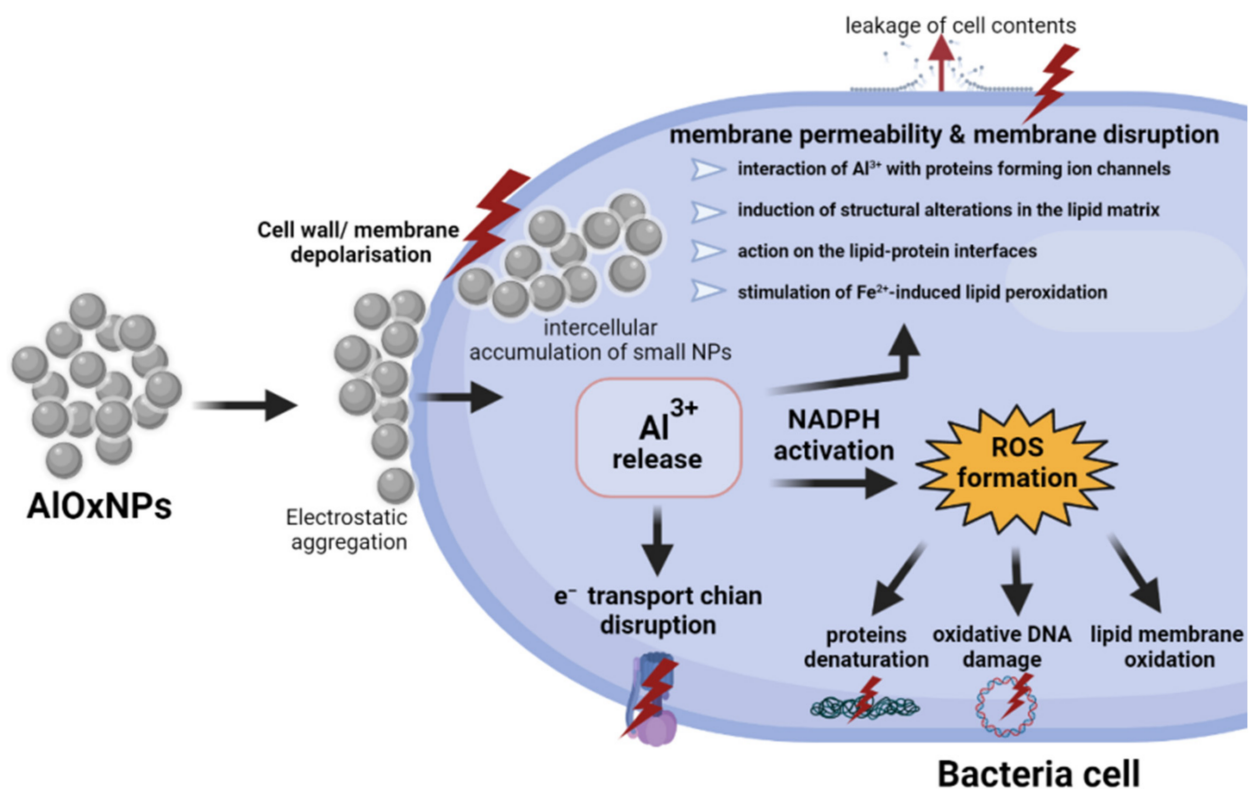 leakage of cell contents
membrane permeability & membrane disruption
interaction of Al³⁺ with proteins forming ion channels
induction of structural alterations in the lipid matrix
action on the lipid-protein interfaces
stimulation of Fe²⁺-induced lipid peroxidation
Cell wall/ membrane
depolarisation
intercellular
accumulation of small NPs
AlOxNPs
Electrostatic
aggregation
Al³⁺
release
NADPH
activation
ROS
formation
e⁻ transport chian
disruption
proteins
denaturation
oxidative DNA
damage
lipid membrane
oxidation
Bacteria cell